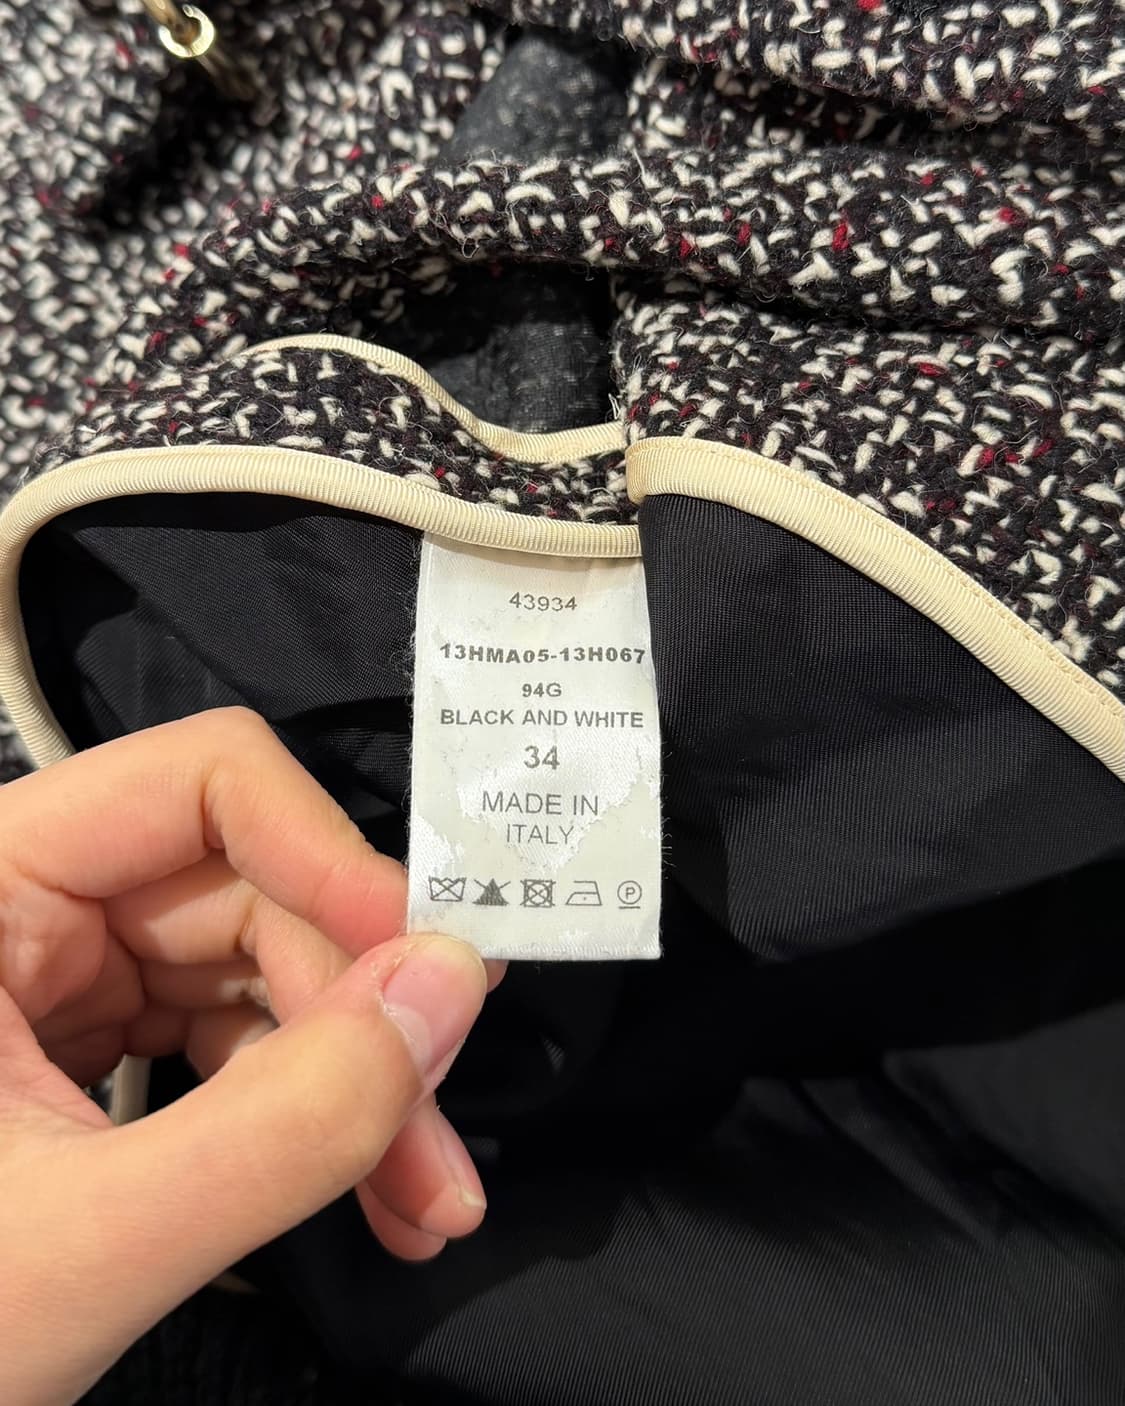 43934
13HMA05-13H067
94G
BLACK AND WHITE
34
MADE IN
ITALY
P